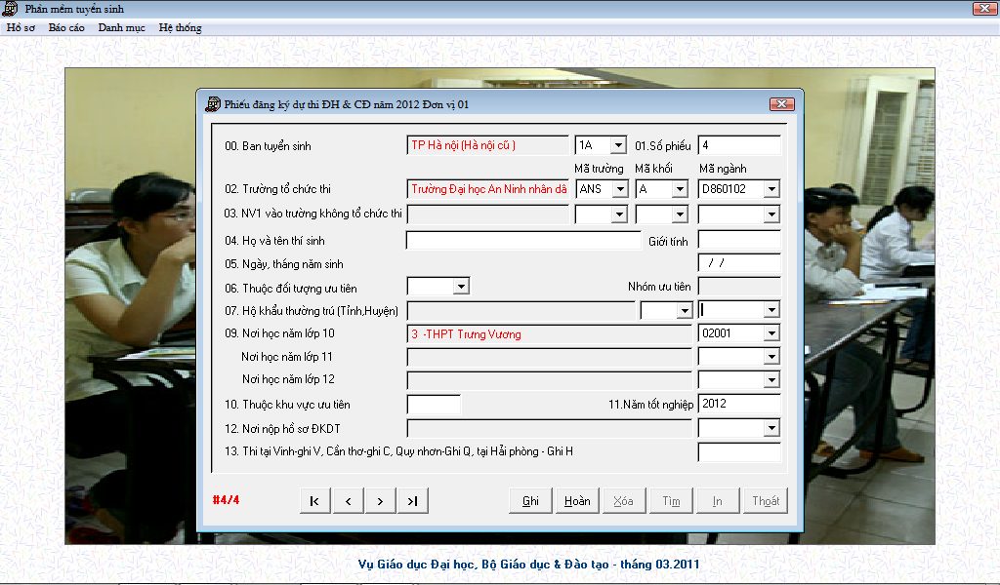 Phần mềm tuyển sinh
Hồ sơ Báo cáo Danh mục Hệ thống
Phiếu đăng ký dự thi ĐH & CĐ năm 2012 Đơn vị 01
00. Ban tuyển sinh TP Hà nội (Hà nội cũ ) 1A 01.Số phiếu 4
Mã trường Mã khối Mã ngành
02. Trường tổ chức thi Trường Đại học An Ninh nhân dâ ANS A D860102
03. NV1 vào trường không tổ chức thi
04. Họ và tên thí sinh Giới tính
05. Ngày, tháng năm sinh / /
06. Thuộc đối tượng ưu tiên Nhóm ưu tiên
07. Hộ khẩu thường trú (Tỉnh,Huyện)
09. Nơi học năm lớp 10 3 -THPT Trưng Vương 02001
Nơi học năm lớp 11
Nơi học năm lớp 12
10. Thuộc khu vực ưu tiên 11.Năm tốt nghiệp 2012
12. Nơi nộp hồ sơ ĐKDT
13. Thi tại Vinh-ghi V, Cần thơ-ghi C, Quy nhơn-Ghi Q, tại Hải phòng - Ghi H
#4/4 |< < > >| Ghi Hoàn Xóa Tìm In Thoát
Vụ Giáo dục Đại học, Bộ Giáo dục & Đào tạo - tháng 03.2011